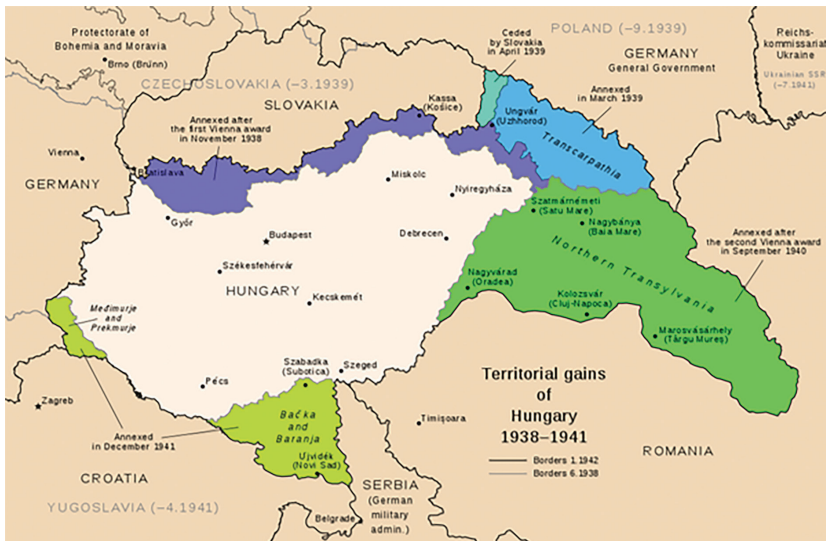 Protectorate of
Bohemia and Moravia
Brno (Brünn)
CZECHOSLOVAKIA (–3.1939)
SLOVAKIA
Ceded
by Slovakia
in April 1939
POLAND (–9.1939)
GERMANY
General Government
Reichs-
kommissariat
Ukraine
Ukrainian SSR
(–7.1941)
Annexed
in March 1939
Kassa
(Košice)
Ungvár
(Uzhhorod)
Transcarpathia
Annexed after
the first Vienna award
in November 1938
Vienna
Bratislava
GERMANY
Miskolc
Nyíregyháza
Győr
Budapest
Debrecen
Székesfehérvár
HUNGARY
Kecskemét
Szatmárnémeti
(Satu Mare)
Nagybánya
(Baia Mare)
Northern Transylvania
Annexed after
the second Vienna award
in September 1940
Nagyvárad
(Oradea)
Kolozsvár
(Cluj-Napoca)
Marosvásárhely
(Târgu Mureș)
Međimurje
and
Prekmurje
Szabadka
(Subotica)
Szeged
Pécs
Zagreb
Annexed
in December 1941
Bačka
and
Baranja
Ujvidék
(Novi Sad)
Timișoara
Territorial gains
of
Hungary
1938–1941
Borders 1.1942
Borders 6.1938
ROMANIA
CROATIA
YUGOSLAVIA (–4.1941)
SERBIA
(German
military
admin.)
Belgrade